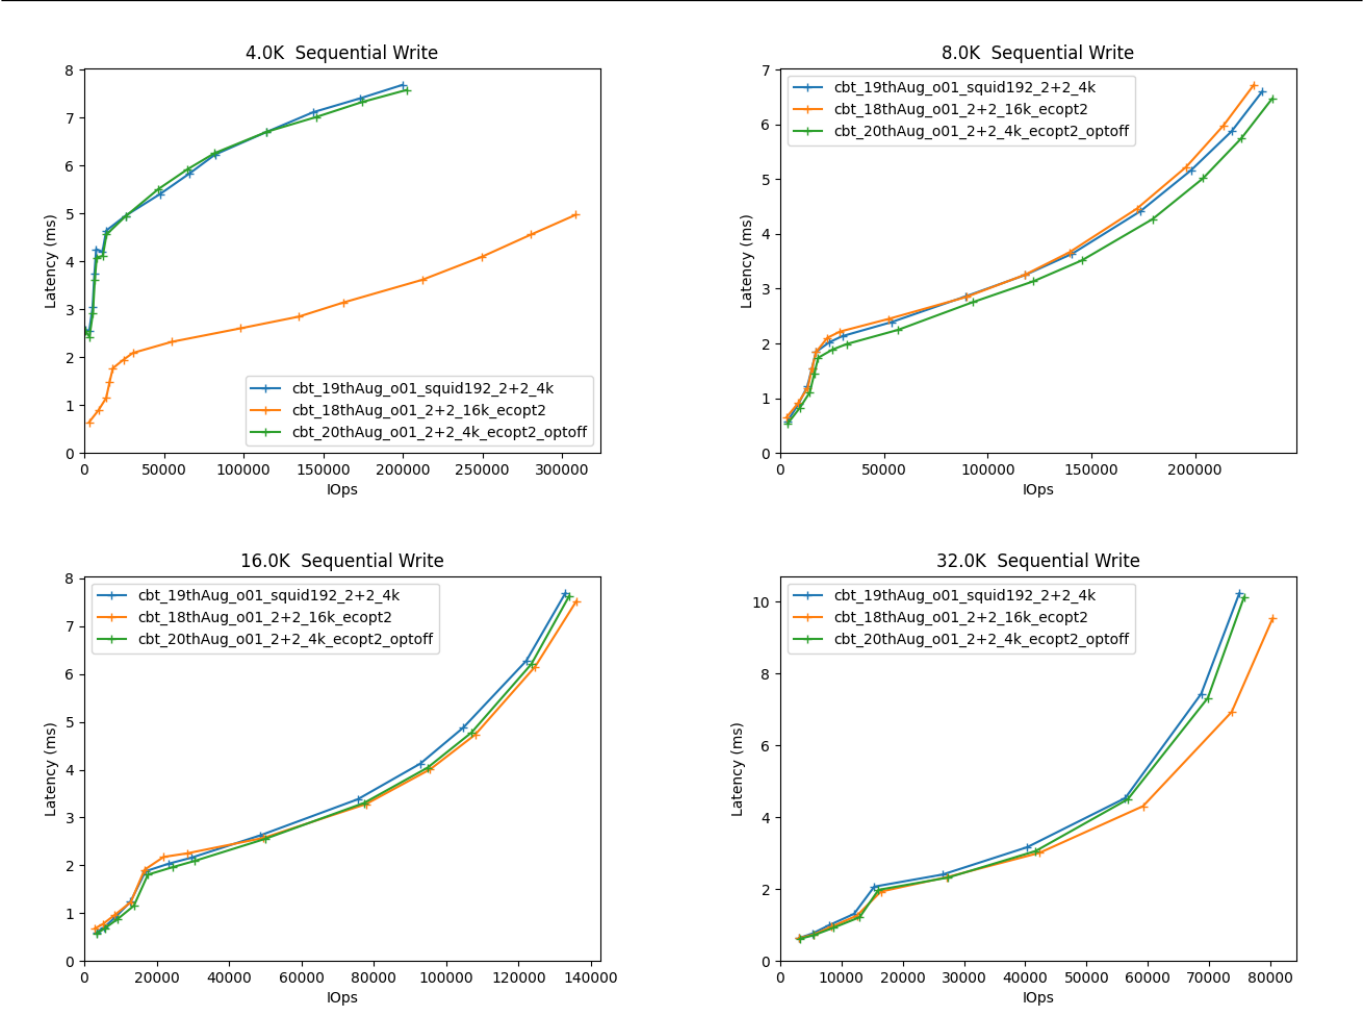 4.0K  Sequential Write
8
7
6
5
4
3
2
1
0
Latency (ms)
cbt_19thAug_o01_squid192_2+2_4k
cbt_18thAug_o01_2+2_16k_ecopt2
cbt_20thAug_o01_2+2_4k_ecopt2_optoff
0 50000 100000 150000 200000 250000 300000
IOps
8.0K  Sequential Write
7
6
5
4
3
2
1
0
Latency (ms)
cbt_19thAug_o01_squid192_2+2_4k
cbt_18thAug_o01_2+2_16k_ecopt2
cbt_20thAug_o01_2+2_4k_ecopt2_optoff
0 50000 100000 150000 200000
IOps
16.0K  Sequential Write
8
7
6
5
4
3
2
1
0
Latency (ms)
cbt_19thAug_o01_squid192_2+2_4k
cbt_18thAug_o01_2+2_16k_ecopt2
cbt_20thAug_o01_2+2_4k_ecopt2_optoff
0 20000 40000 60000 80000 100000 120000 140000
IOps
32.0K  Sequential Write
10
8
6
4
2
0
Latency (ms)
cbt_19thAug_o01_squid192_2+2_4k
cbt_18thAug_o01_2+2_16k_ecopt2
cbt_20thAug_o01_2+2_4k_ecopt2_optoff
0 10000 20000 30000 40000 50000 60000 70000 80000
IOps